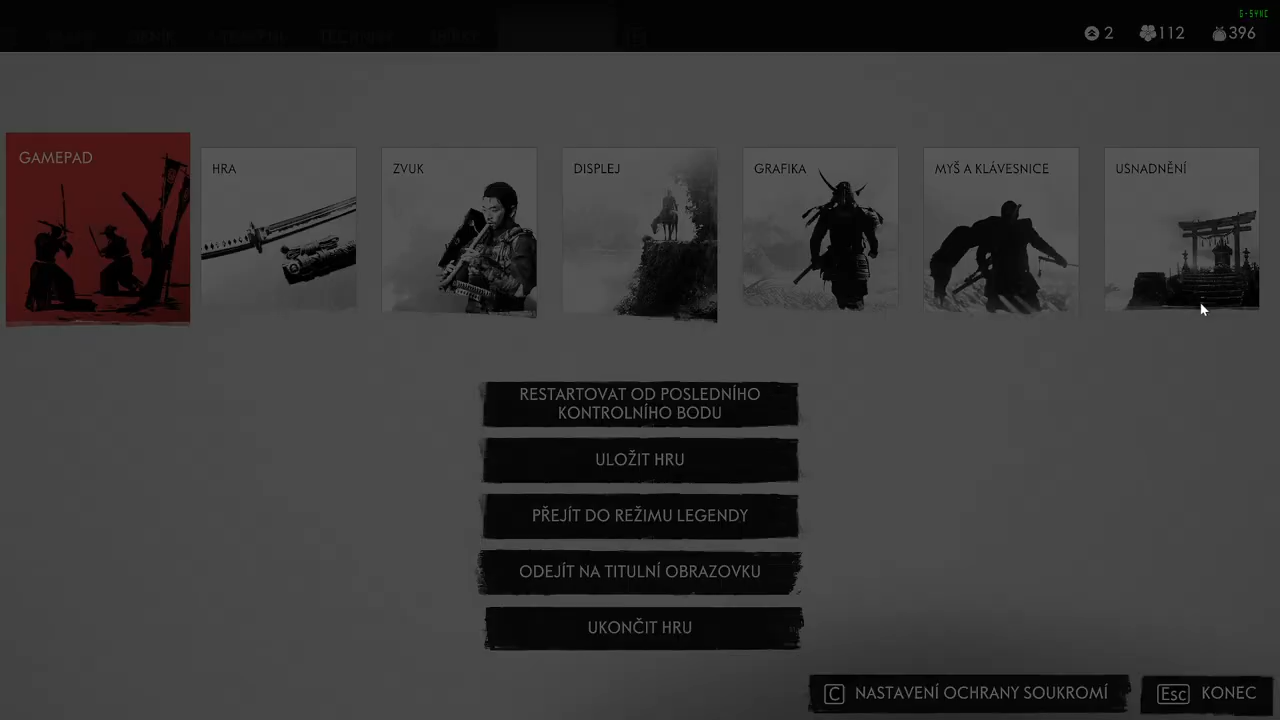 G-SYNC
2 112 396
GAMEPAD
HRA
ZVUK
DISPLEJ
GRAFIKA
MYŠ A KLÁVESNICE
USNADNĚNÍ
RESTARTOVAT OD POSLEDNÍHO
KONTROLNÍHO BODU
ULOŽIT HRU
PŘEJÍT DO REŽIMU LEGENDY
ODEJÍT NA TITULNÍ OBRAZOVKU
UKONČIT HRU
C NASTAVENÍ OCHRANY SOUKROMÍ
Esc KONEC